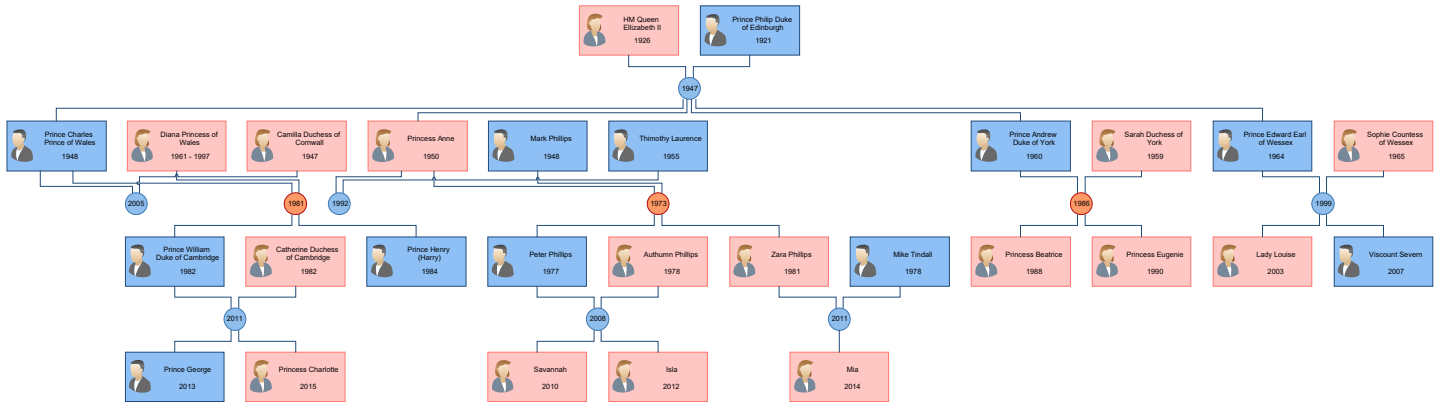 HM Queen
Ellizabeth II
1926
Prince Philip Duke
of Edinburgh
1921
1947
Prince Charles
Prince of Wales
1948
Diana Princess of
Wales
1961 - 1997
Camilla Duchess of
Cornwall
1947
Princess Anne
1950
Mark Phillips
1948
Thimothy Laurence
1955
Prince Andrew
Duke of York
1960
Sarah Duchess of
York
1959
Prince Edward Earl
of Wessex
1964
Sophie Countess
of Wessex
1965
2005
1981
1992
1973
1986
1999
Prince William
Duke of Cambridge
1982
Catherine Duchess
of Cambridge
1982
Prince Henry
(Harry)
1984
Peter Phillips
1977
Authumn Phillips
1978
Zara Phillips
1981
Mike Tindall
1978
Princess Beatrice
1988
Princess Eugenie
1990
Lady Louise
2003
Viscount Severn
2007
2011
2008
2011
Prince George
2013
Princess Charlotte
2015
Savannah
2010
Isla
2012
Mia
2014